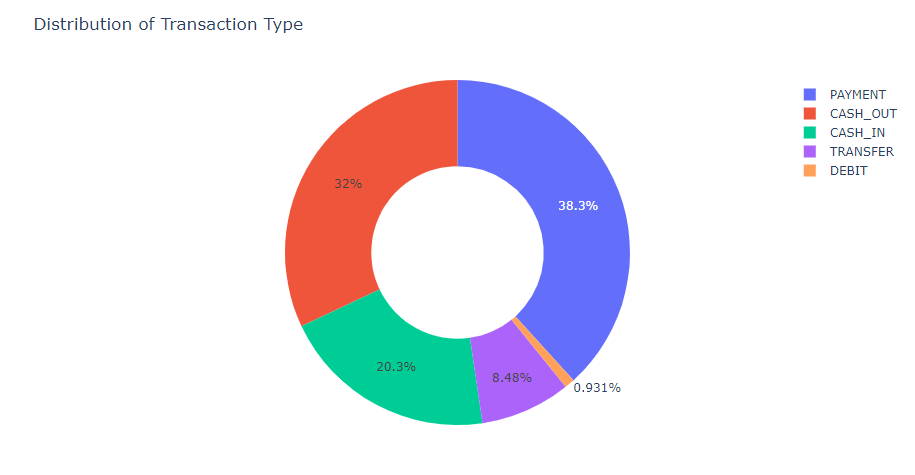 Distribution of Transaction Type
PAYMENT
CASH_OUT
CASH_IN
TRANSFER
DEBIT
32%
38.3%
20.3%
8.48%
0.931%